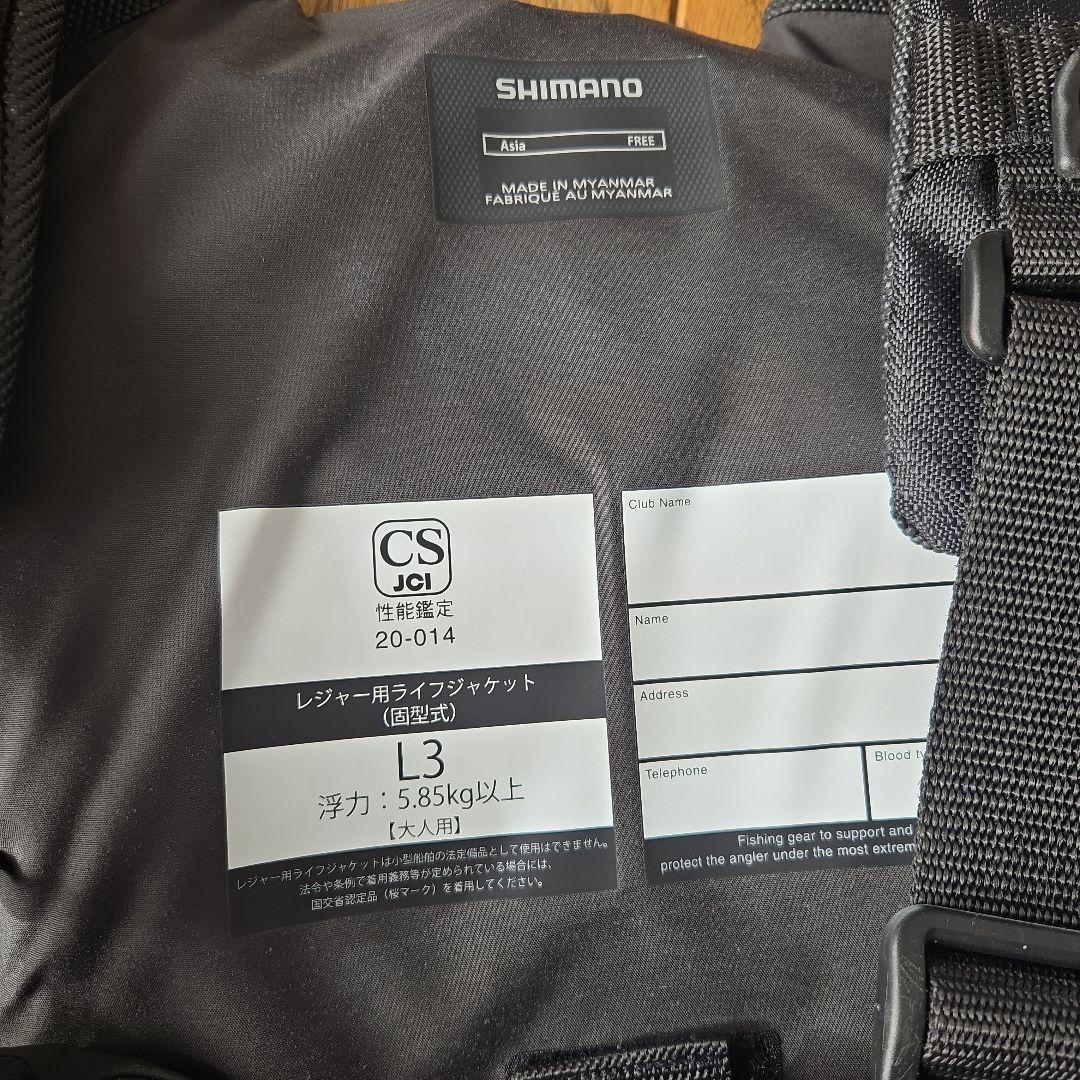 SHIMANO
Asia FREE
MADE IN MYANMAR
FABRIQUE AU MYANMAR
CS
JCI
性能鑑定
20-014
レジャー用ライフジャケット
（固型式）
L3
浮力：5.85kg以上
【大人用】
レジャー用ライフジャケットは小型船舶の法定備品として使用はできません。
法令や条例で着用義務等が定められている場合には、
国交省認定品（桜マーク）を着用してください。
Club Name
Name
Address
Telephone
Blood
Fishing gear to support and
protect the angler under the most